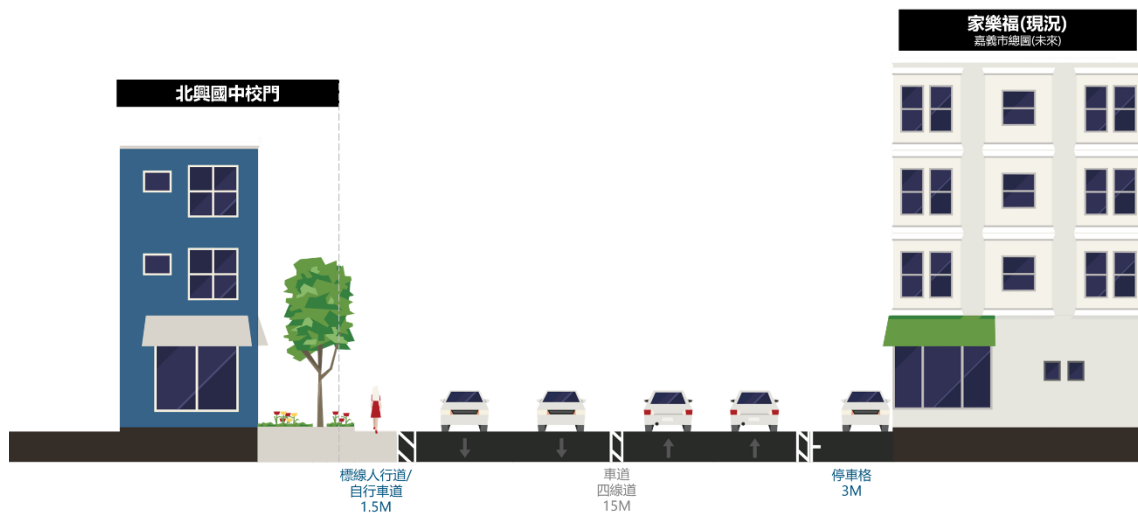 家樂福(現況)
嘉義市總圖(未來)
北興國中校門
標線人行道/
自行車道
1.5M
車道
四線道
15M
停車格
3M